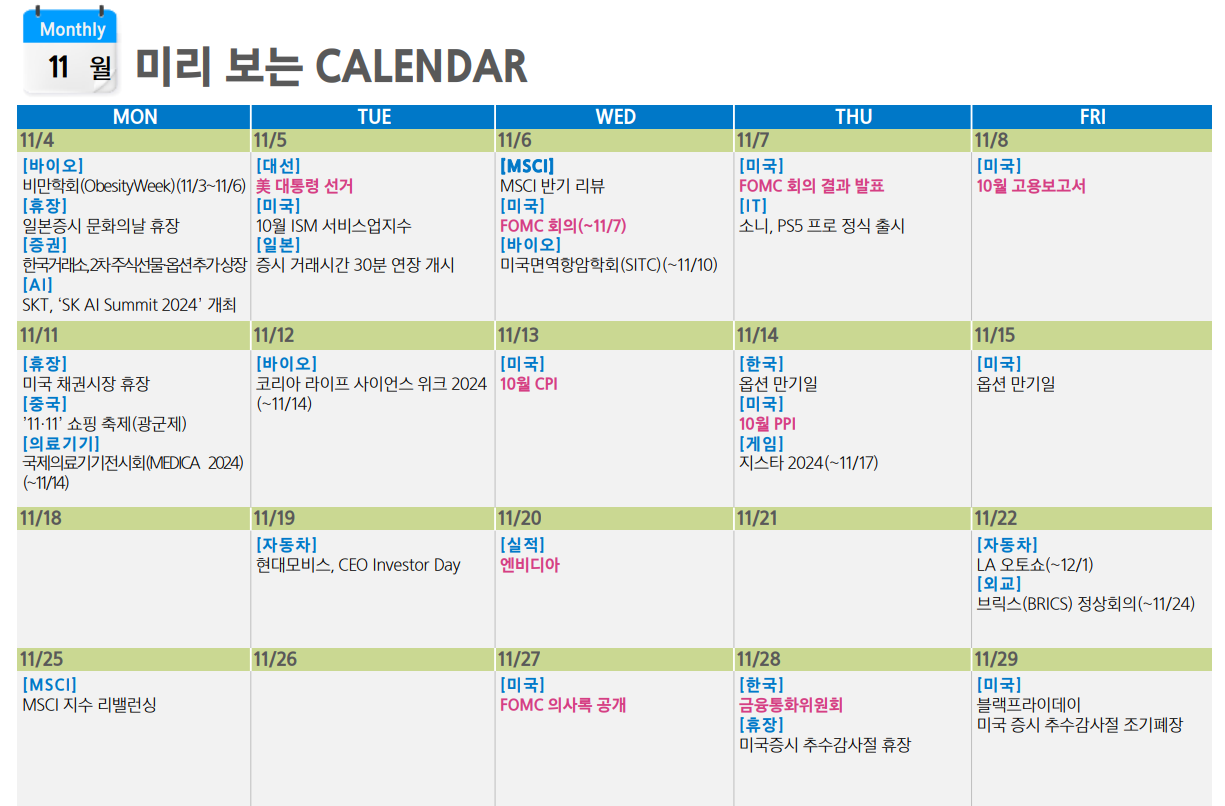 Monthly
11 월
미리 보는 CALENDAR
MON
TUE
WED
THU
FRI
11/4
[바이오]
비만학회(ObesityWeek)(11/3~11/6)
[휴장]
일본증시 문화의날 휴장
[증권]
한국거래소,2차주식선물·옵션추가상장
[AI]
SKT, ‘SK AI Summit 2024’ 개최
11/5
[대선]
美 대통령 선거
[미국]
10월 ISM 서비스업지수
[일본]
증시 거래시간 30분 연장 개시
11/6
[MSCI]
MSCI 반기 리뷰
[미국]
FOMC 회의(~11/7)
[바이오]
미국면역항암학회(SITC)(~11/10)
11/7
[미국]
FOMC 회의 결과 발표
[IT]
소니, PS5 프로 정식 출시
11/8
[미국]
10월 고용보고서
11/11
[휴장]
미국 채권시장 휴장
[중국]
’11·11’ 쇼핑 축제(광군제)
[의료기기]
국제의료기기전시회(MEDICA 2024)
(~11/14)
11/12
[바이오]
코리아 라이프 사이언스 위크 2024
(~11/14)
11/13
[미국]
10월 CPI
11/14
[한국]
옵션 만기일
[미국]
10월 PPI
[게임]
지스타 2024(~11/17)
11/15
[미국]
옵션 만기일
11/18
11/19
[자동차]
현대모비스, CEO Investor Day
11/20
[실적]
엔비디아
11/21
11/22
[자동차]
LA 오토쇼(~12/1)
[외교]
브릭스(BRICS) 정상회의(~11/24)
11/25
[MSCI]
MSCI 지수 리밸런싱
11/26
11/27
[미국]
FOMC 의사록 공개
11/28
[한국]
금융통화위원회
[휴장]
미국증시 추수감사절 휴장
11/29
[미국]
블랙프라이데이
미국 증시 추수감사절 조기폐장